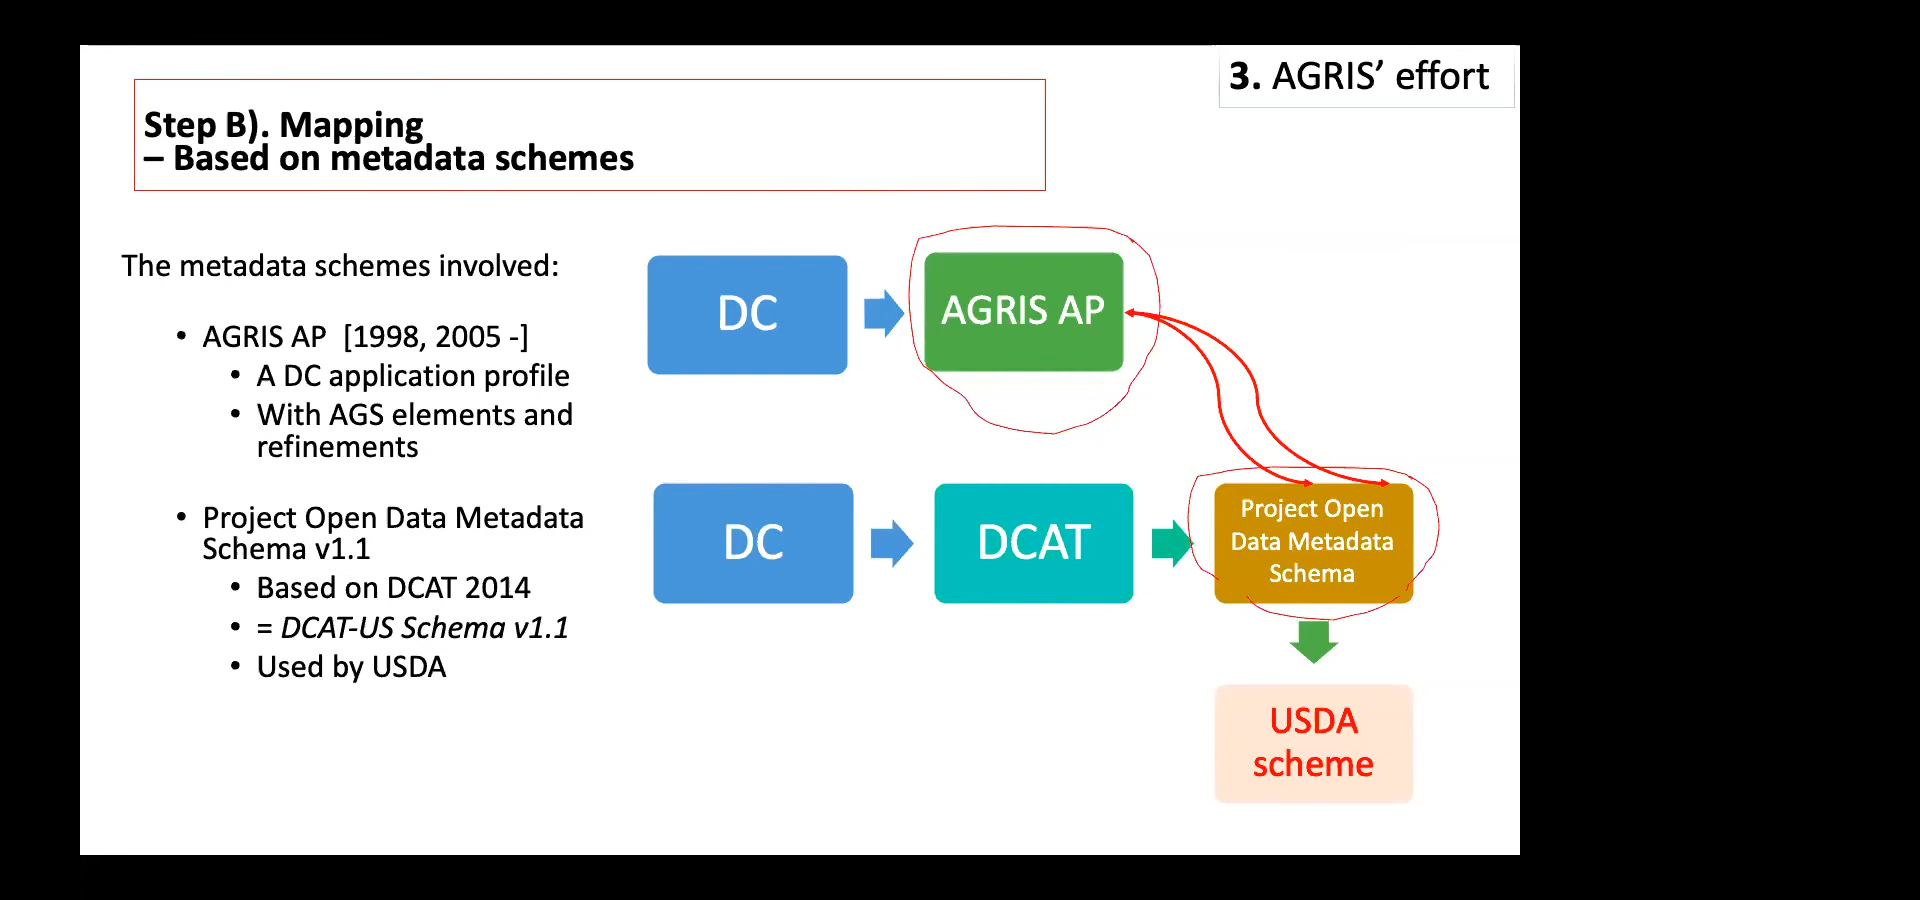 3. AGRIS’ effort
Step B). Mapping
– Based on metadata schemes
The metadata schemes involved:
• AGRIS AP [1998, 2005 -]
• A DC application profile
• With AGS elements and
refinements
• Project Open Data Metadata
Schema v1.1
• Based on DCAT 2014
• = DCAT-US Schema v1.1
• Used by USDA
DC
AGRIS AP
DC
DCAT
Project Open
Data Metadata
Schema
USDA
scheme